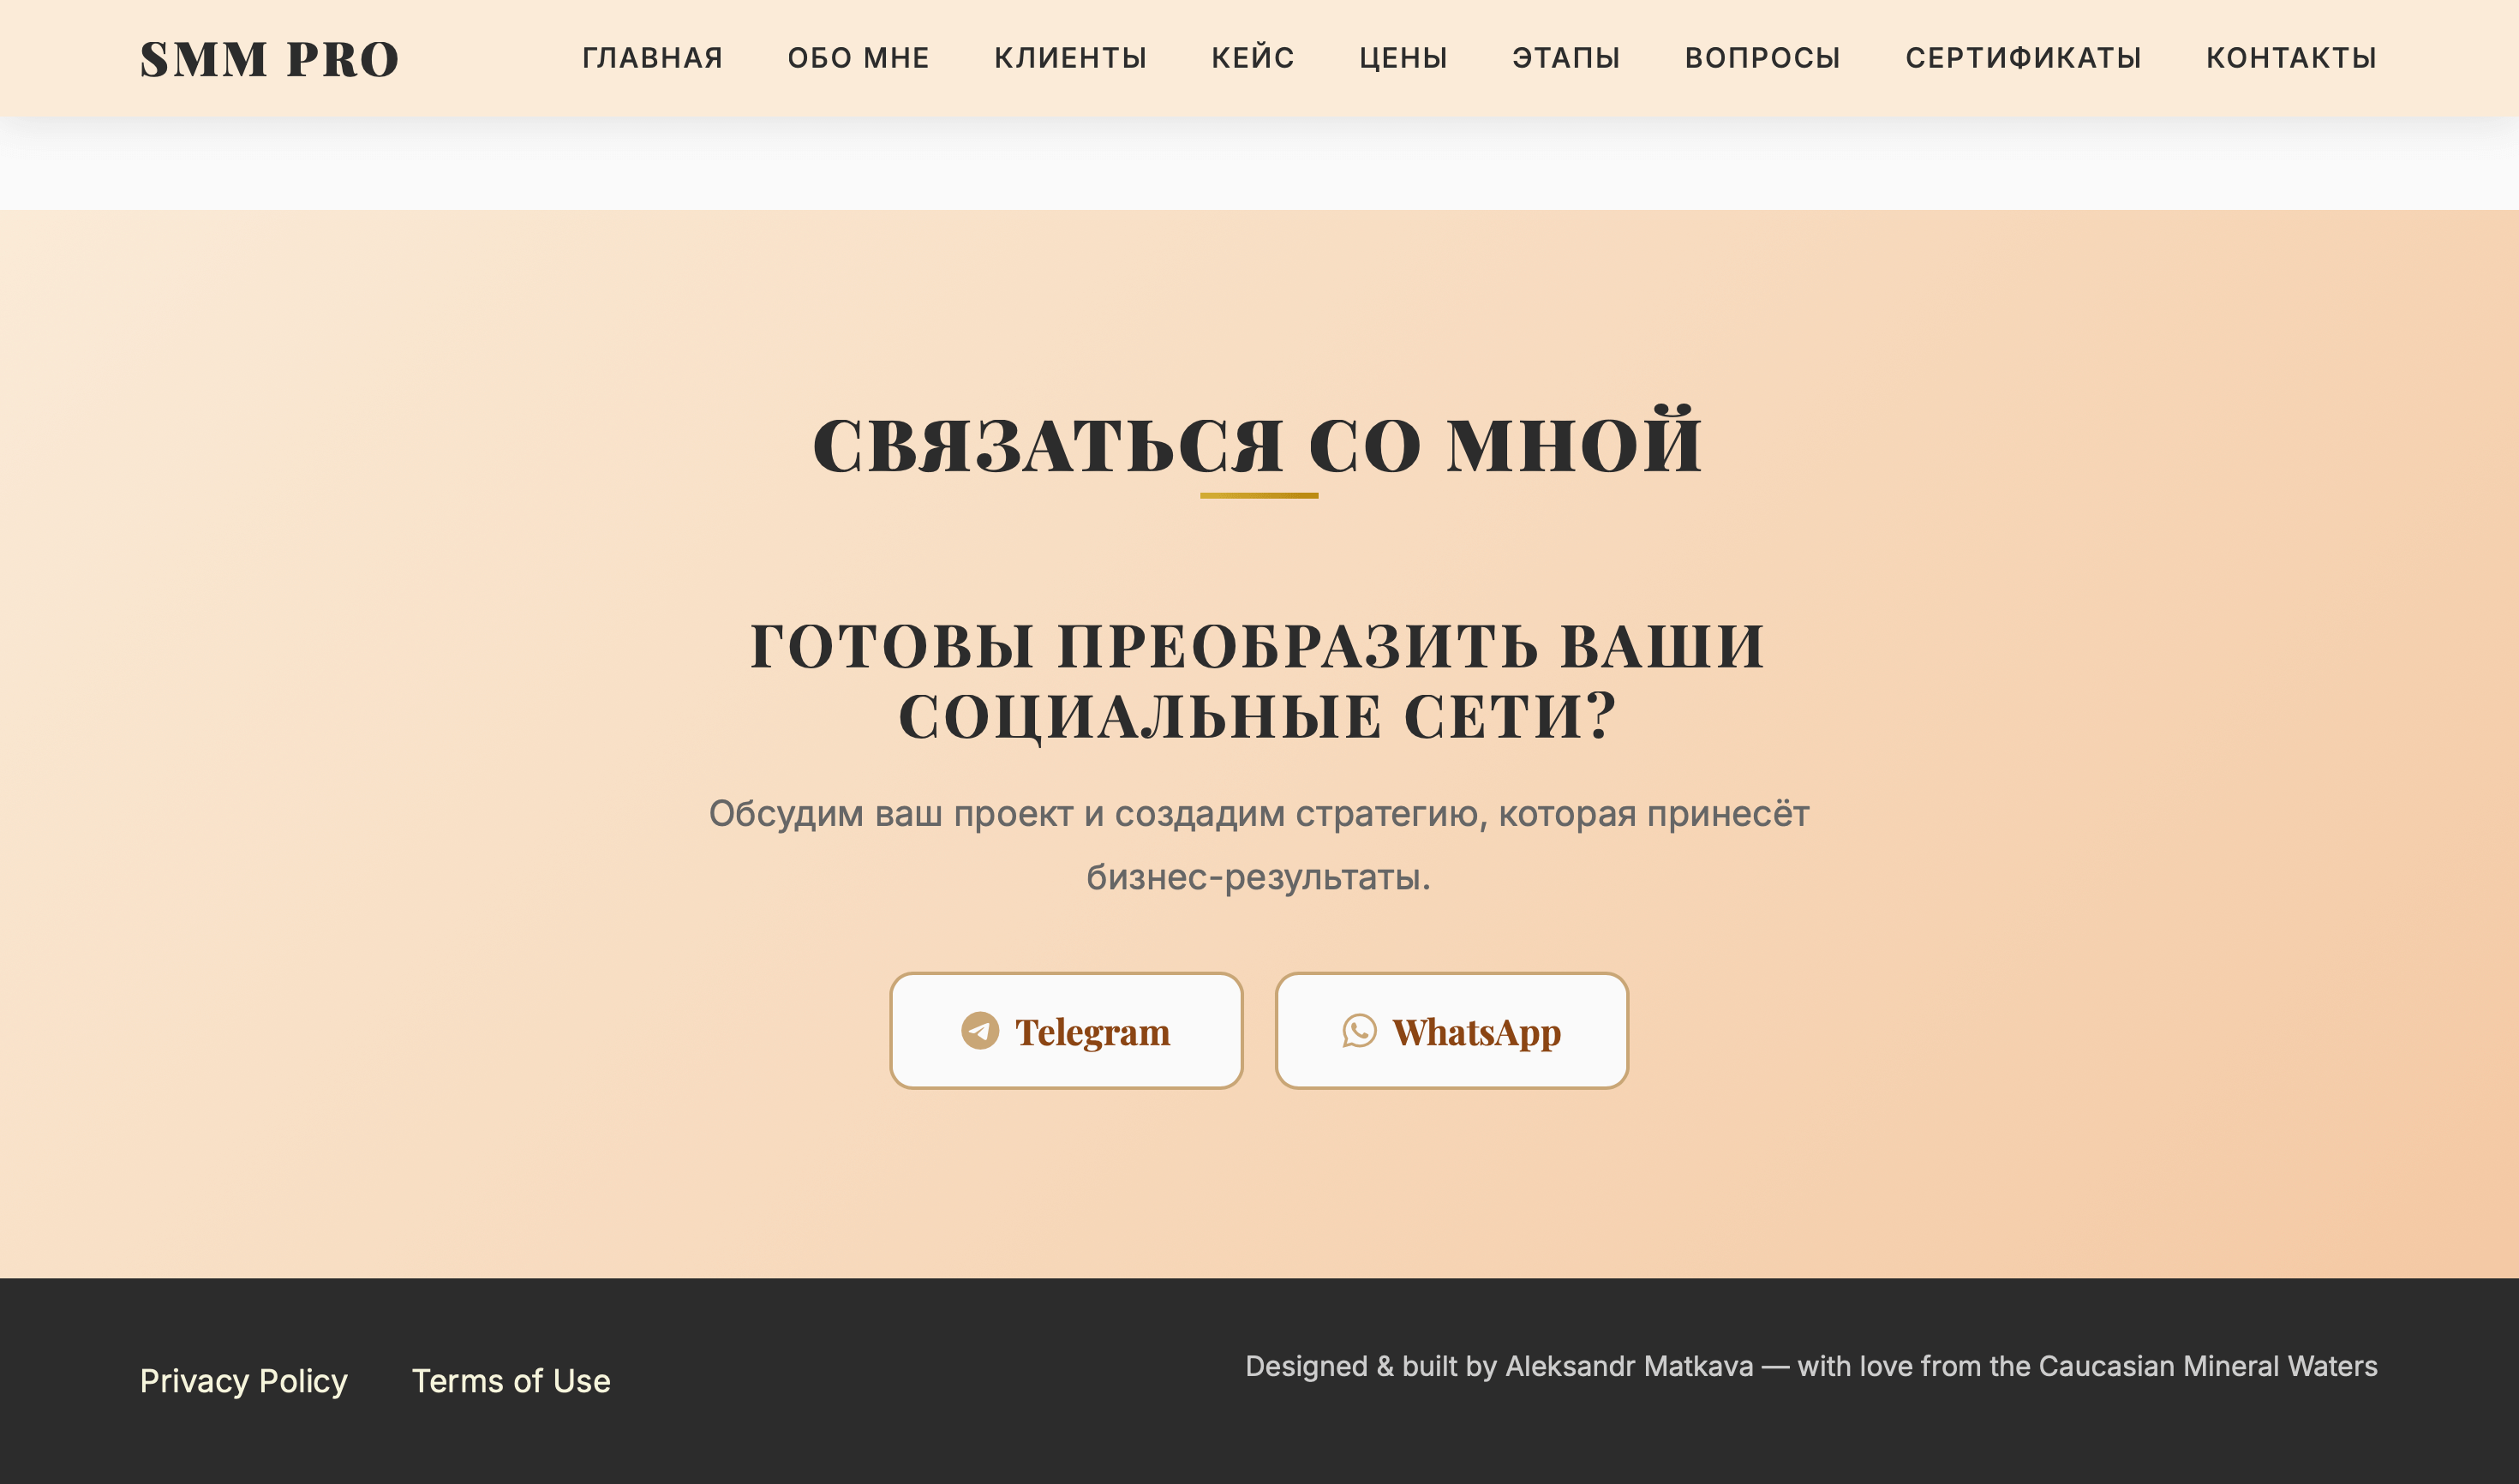 SMM PRO
ГЛАВНАЯ ОБО МНЕ КЛИЕНТЫ КЕЙС ЦЕНЫ ЭТАПЫ ВОПРОСЫ СЕРТИФИКАТЫ КОНТАКТЫ
СВЯЗАТЬСЯ СО МНОЙ
ГОТОВЫ ПРЕОБРАЗИТЬ ВАШИ
СОЦИАЛЬНЫЕ СЕТИ?
Обсудим ваш проект и создадим стратегию, которая принесёт
бизнес-результаты.
Telegram
WhatsApp
Privacy Policy Terms of Use
Designed & built by Aleksandr Matkava — with love from the Caucasian Mineral Waters